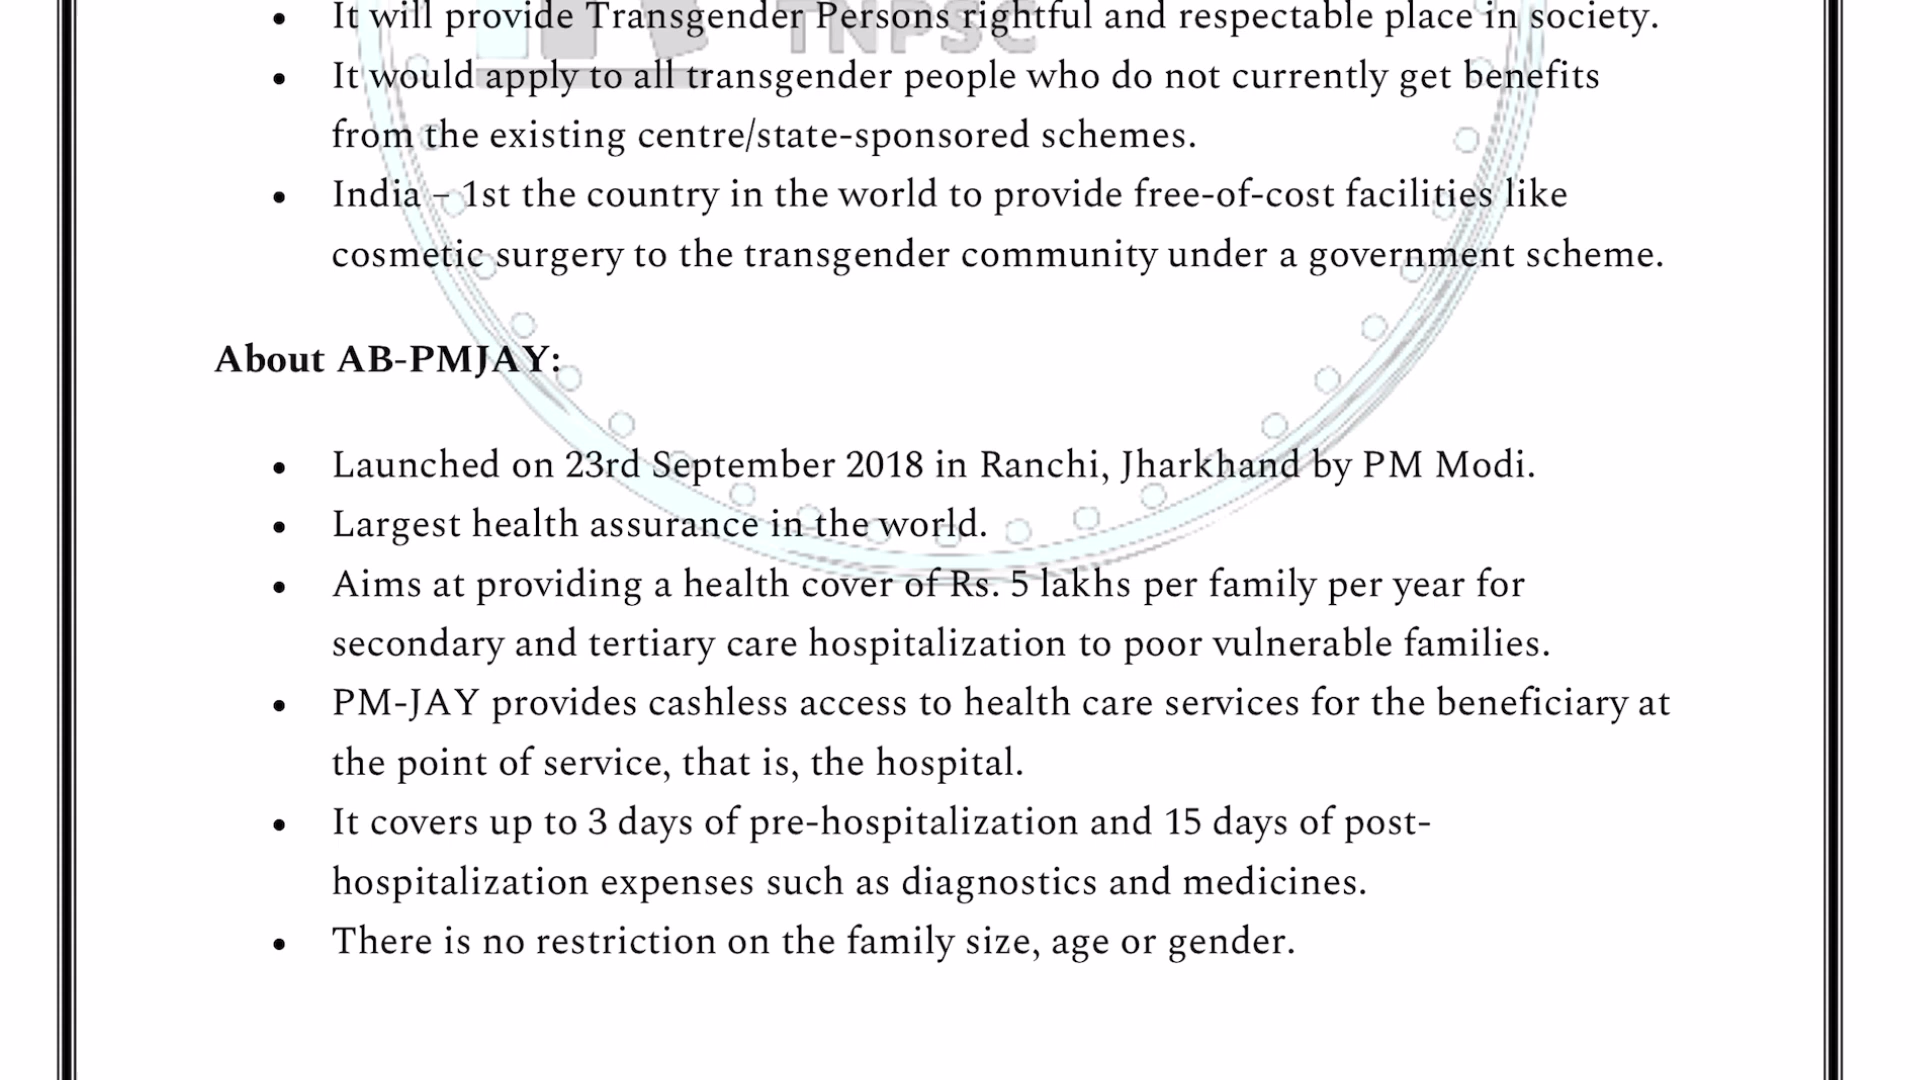 TNPSC
• It will provide Transgender Persons rightful and respectable place in society.
• It would apply to all transgender people who do not currently get benefits
from the existing centre/state-sponsored schemes.
• India – 1st the country in the world to provide free-of-cost facilities like
cosmetic surgery to the transgender community under a government scheme.
About AB-PMJAY:
• Launched on 23rd September 2018 in Ranchi, Jharkhand by PM Modi.
• Largest health assurance in the world.
• Aims at providing a health cover of Rs. 5 lakhs per family per year for
secondary and tertiary care hospitalization to poor vulnerable families.
• PM-JAY provides cashless access to health care services for the beneficiary at
the point of service, that is, the hospital.
• It covers up to 3 days of pre-hospitalization and 15 days of post-
hospitalization expenses such as diagnostics and medicines.
• There is no restriction on the family size, age or gender.